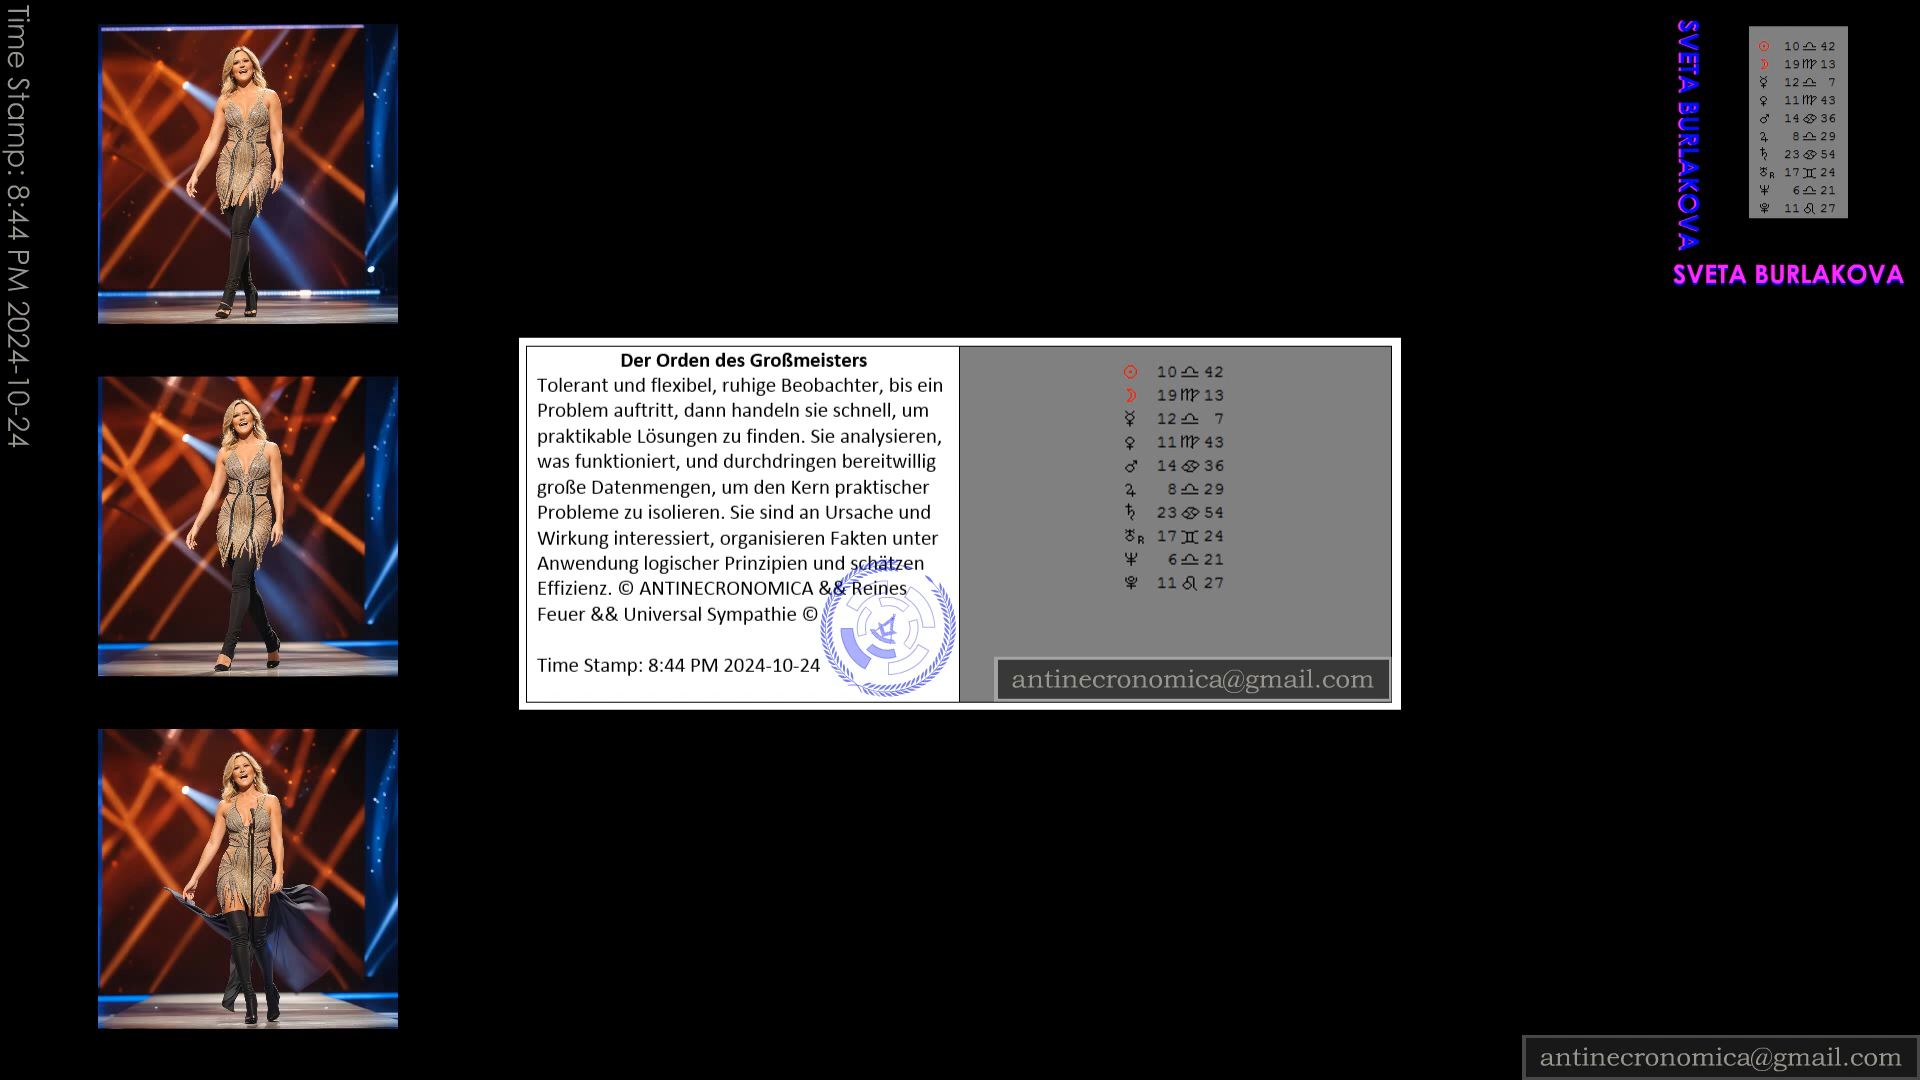 Time Stamp: 8:44 PM 2024-10-24
SVETA BURLAKOVA
☉ 10 ♎ 42
☽ 19 ♍ 13
☿ 12 ♎ 7
♀ 11 ♍ 43
♂ 14 ♋ 36
♃ 8 ♎ 29
♄ 23 ♋ 54
♅R 17 ♊ 24
♆ 6 ♎ 21
♇ 11 ♌ 27
SVETA BURLAKOVA
Der Orden des Großmeisters
Tolerant und flexibel, ruhige Beobachter, bis ein
Problem auftritt, dann handeln sie schnell, um
praktikable Lösungen zu finden. Sie analysieren,
was funktioniert, und durchdringen bereitwillig
große Datenmengen, um den Kern praktischer
Probleme zu isolieren. Sie sind an Ursache und
Wirkung interessiert, organisieren Fakten unter
Anwendung logischer Prinzipien und schätzen
Effizienz. © ANTINECRONOMICA && Reines
Feuer && Universal Sympathie ©
Time Stamp: 8:44 PM 2024-10-24
☉ 10 ♎ 42
☽ 19 ♍ 13
☿ 12 ♎ 7
♀ 11 ♍ 43
♂ 14 ♋ 36
♃ 8 ♎ 29
♄ 23 ♋ 54
♅R 17 ♊ 24
♆ 6 ♎ 21
♇ 11 ♌ 27
antinecronomica@gmail.com
antinecronomica@gmail.com